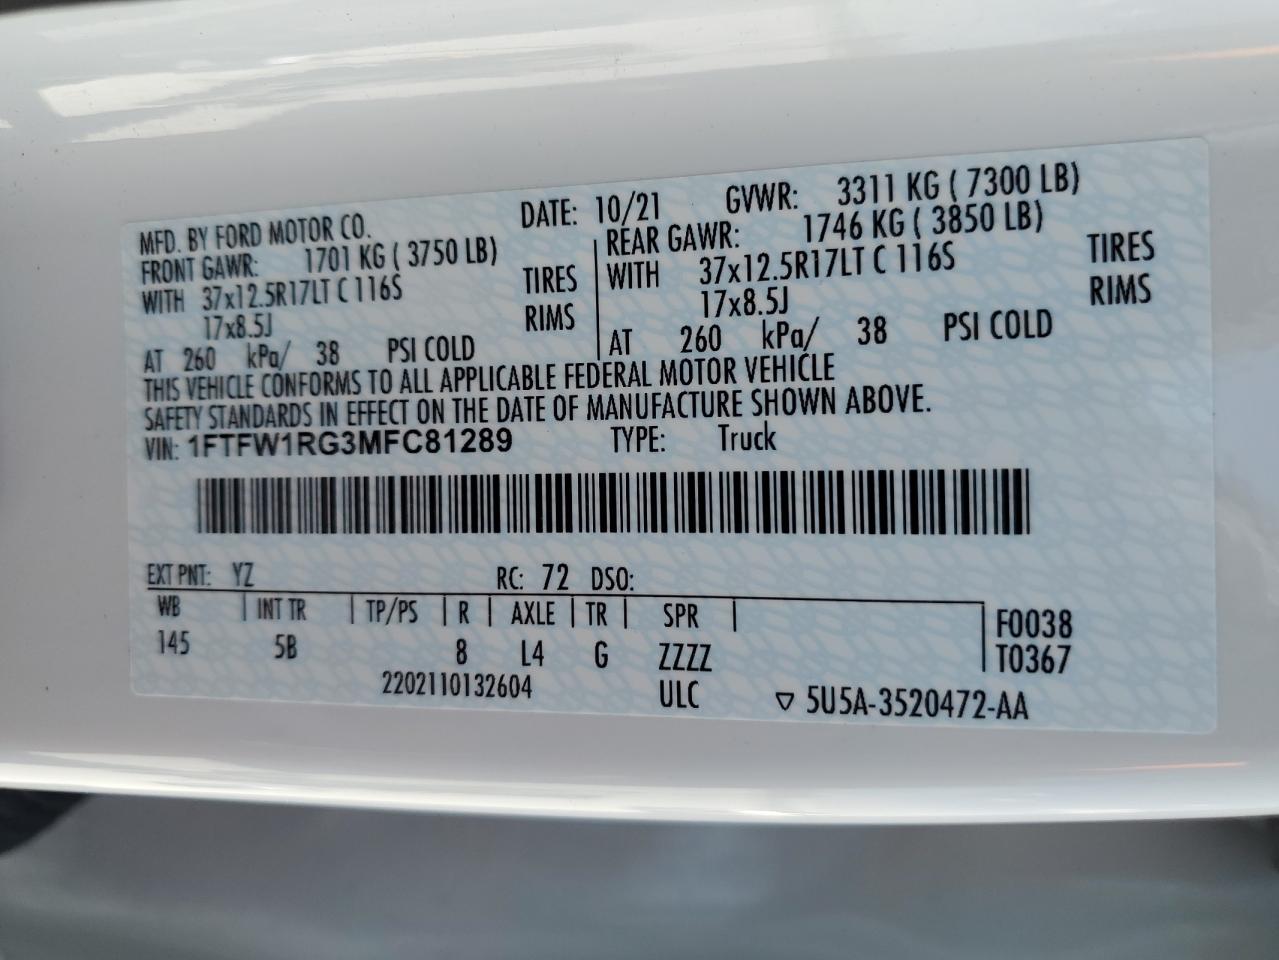 MFD. BY FORD MOTOR CO. DATE: 10/21 GVWR: 3311 KG ( 7300 LB)
FRONT GAWR: 1701 KG ( 3750 LB) REAR GAWR: 1746 KG ( 3850 LB)
WITH 37x12.5R17LT C 116S TIRES WITH 37x12.5R17LT C 116S TIRES
17x8.5J RIMS 17x8.5J RIMS
AT 260 kPa/ 38 PSI COLD AT 260 kPa/ 38 PSI COLD
THIS VEHICLE CONFORMS TO ALL APPLICABLE FEDERAL MOTOR VEHICLE
SAFETY STANDARDS IN EFFECT ON THE DATE OF MANUFACTURE SHOWN ABOVE.
VIN: 1FTFW1RG3MFC81289 TYPE: Truck
EXT PNT: YZ RC: 72 DSO:
WB INT TR TP/PS R AXLE TR SPR F0038
145 5B 8 L4 G ZZZZ T0367
2202110132604 ULC ▽ 5U5A-3520472-AA